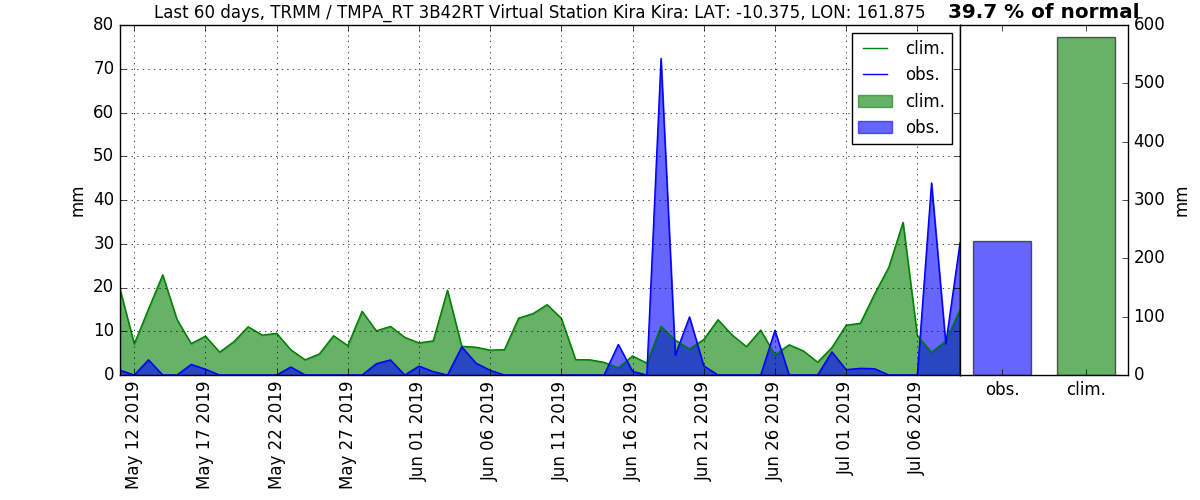 Last 60 days, TRMM / TMPA_RT 3B42RT Virtual Station Kira Kira: LAT: -10.375, LON: 161.875
39.7 % of normal
80
70
60
50
40
30
20
10
0
mm
clim.
obs.
clim.
obs.
600
500
400
300
200
100
0
mm
obs.
clim.
May 12 2019
May 17 2019
May 22 2019
May 27 2019
Jun 01 2019
Jun 06 2019
Jun 11 2019
Jun 16 2019
Jun 21 2019
Jun 26 2019
Jul 01 2019
Jul 06 2019